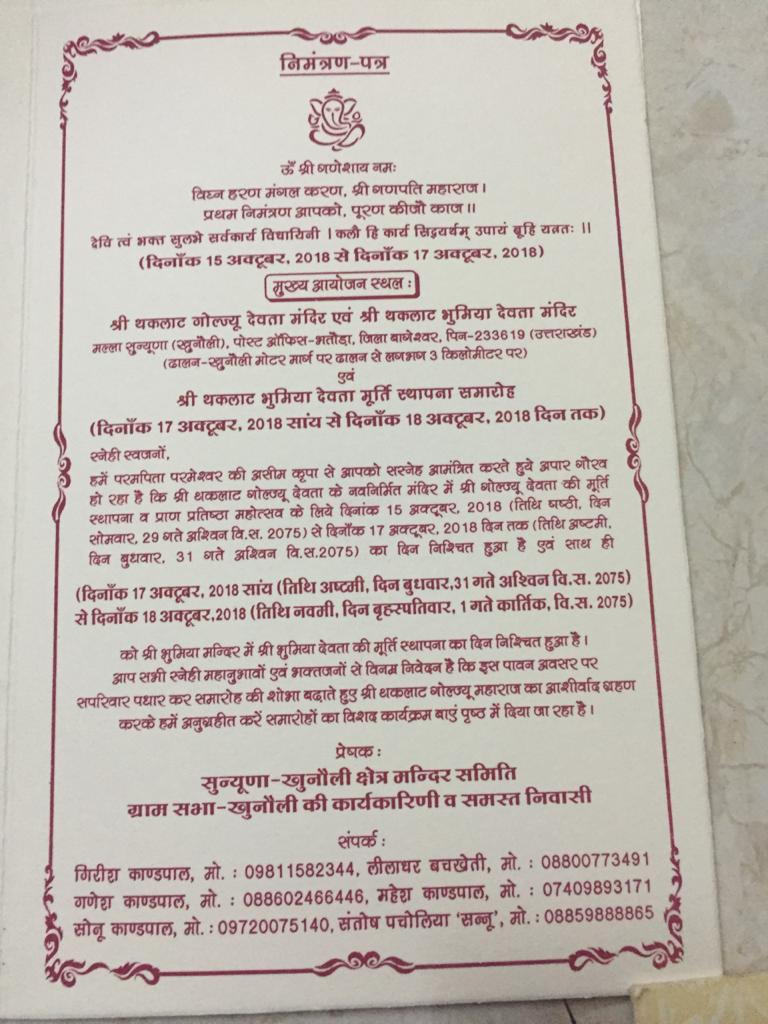 निमंत्रण-पत्र
ॐ श्री गणेशाय नमः
विघ्न हरण मंगल करण, श्री गणपति महाराज।
प्रथम निमंत्रण आपको, पूरण कीजौ काज॥
देवि त्वं भक्त सुलभे सर्वकार्य विधायिनी। कलौ हि कार्य सिद्धयर्थम् उपायं ब्रूहि यत्नतः॥
(दिनाँक 15 अक्टूबर, 2018 से दिनाँक 17 अक्टूबर, 2018)
मुख्य आयोजन स्थल :
श्री थकलाट गोल्ज्यू देवता मंदिर एवं श्री थकलाट भुमिया देवता मंदिर
मल्ला सुन्यूणा (खुनौली), पोस्ट ऑफिस-भतौड़ा, जिला बागेश्वर, पिन-233619 (उत्तराखंड)
(ढालन-खुनौली मोटर मार्ग पर ढालन से लगभग 3 किलोमीटर पर)
एवं
श्री थकलाट भुमिया देवता मूर्ति स्थापना समारोह
(दिनाँक 17 अक्टूबर, 2018 सांय से दिनाँक 18 अक्टूबर, 2018 दिन तक)
स्नेही स्वजनों,
हमें परमपिता परमेश्वर की असीम कृपा से आपको सस्नेह आमंत्रित करते हुये अपार गौरव
हो रहा है कि श्री थकलाट गोल्ज्यू देवता के नवनिर्मित मंदिर में श्री गोल्ज्यू देवता की मूर्ति
स्थापना व प्राण प्रतिष्ठा महोत्सव के लिये दिनांक 15 अक्टूबर, 2018 (तिथि षष्ठी, दिन
सोमवार, 29 गते अश्विन वि.स. 2075) से दिनाँक 17 अक्टूबर, 2018 दिन तक (तिथि अष्टमी,
दिन बुधवार, 31 गते अश्विन वि.स.2075) का दिन निश्चित हुआ है एवं साथ ही
(दिनाँक 17 अक्टूबर, 2018 सांय (तिथि अष्टमी, दिन बुधवार,31 गते अश्विन वि.स. 2075)
से दिनाँक 18 अक्टूबर,2018 (तिथि नवमी, दिन बृहस्पतिवार, 1 गते कार्तिक, वि.स. 2075)
को श्री भुमिया मन्दिर में श्री भुमिया देवता की मूर्ति स्थापना का दिन निश्चित हुआ है।
आप सभी स्नेही महानुभावों एवं भक्तजनों से विनम्र निवेदन है कि इस पावन अवसर पर
सपरिवार पधार कर समारोह की शोभा बढ़ाते हुए श्री थकलाट गोल्ज्यू महाराज का आशीर्वाद ग्रहण
करके हमें अनुग्रहीत करें समारोहों का विशद कार्यक्रम बाएं पृष्ठ में दिया जा रहा है।
प्रेषक :
सुन्यूणा-खुनौली क्षेत्र मन्दिर समिति
ग्राम सभा-खुनौली की कार्यकारिणी व समस्त निवासी
संपर्क :
गिरीश काण्डपाल, मो. : 09811582344, लीलाधर बचखेती, मो. : 08800773491
गणेश काण्डपाल, मो. : 088602466446, महेश काण्डपाल, मो. : 07409893171
सोनू काण्डपाल, मो. : 09720075140, संतोष पचोलिया 'सन्नू', मो. : 08859888865